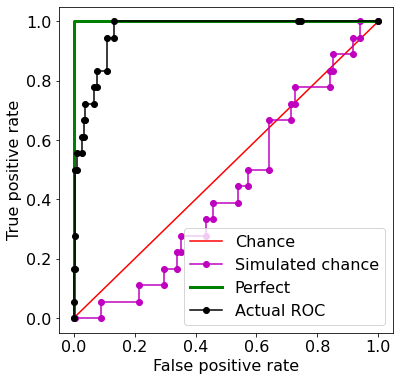 True positive rate
1.0
0.8
0.6
0.4
0.2
0.0
Chance
Simulated chance
Perfect
Actual ROC
0.0 0.2 0.4 0.6 0.8 1.0
False positive rate